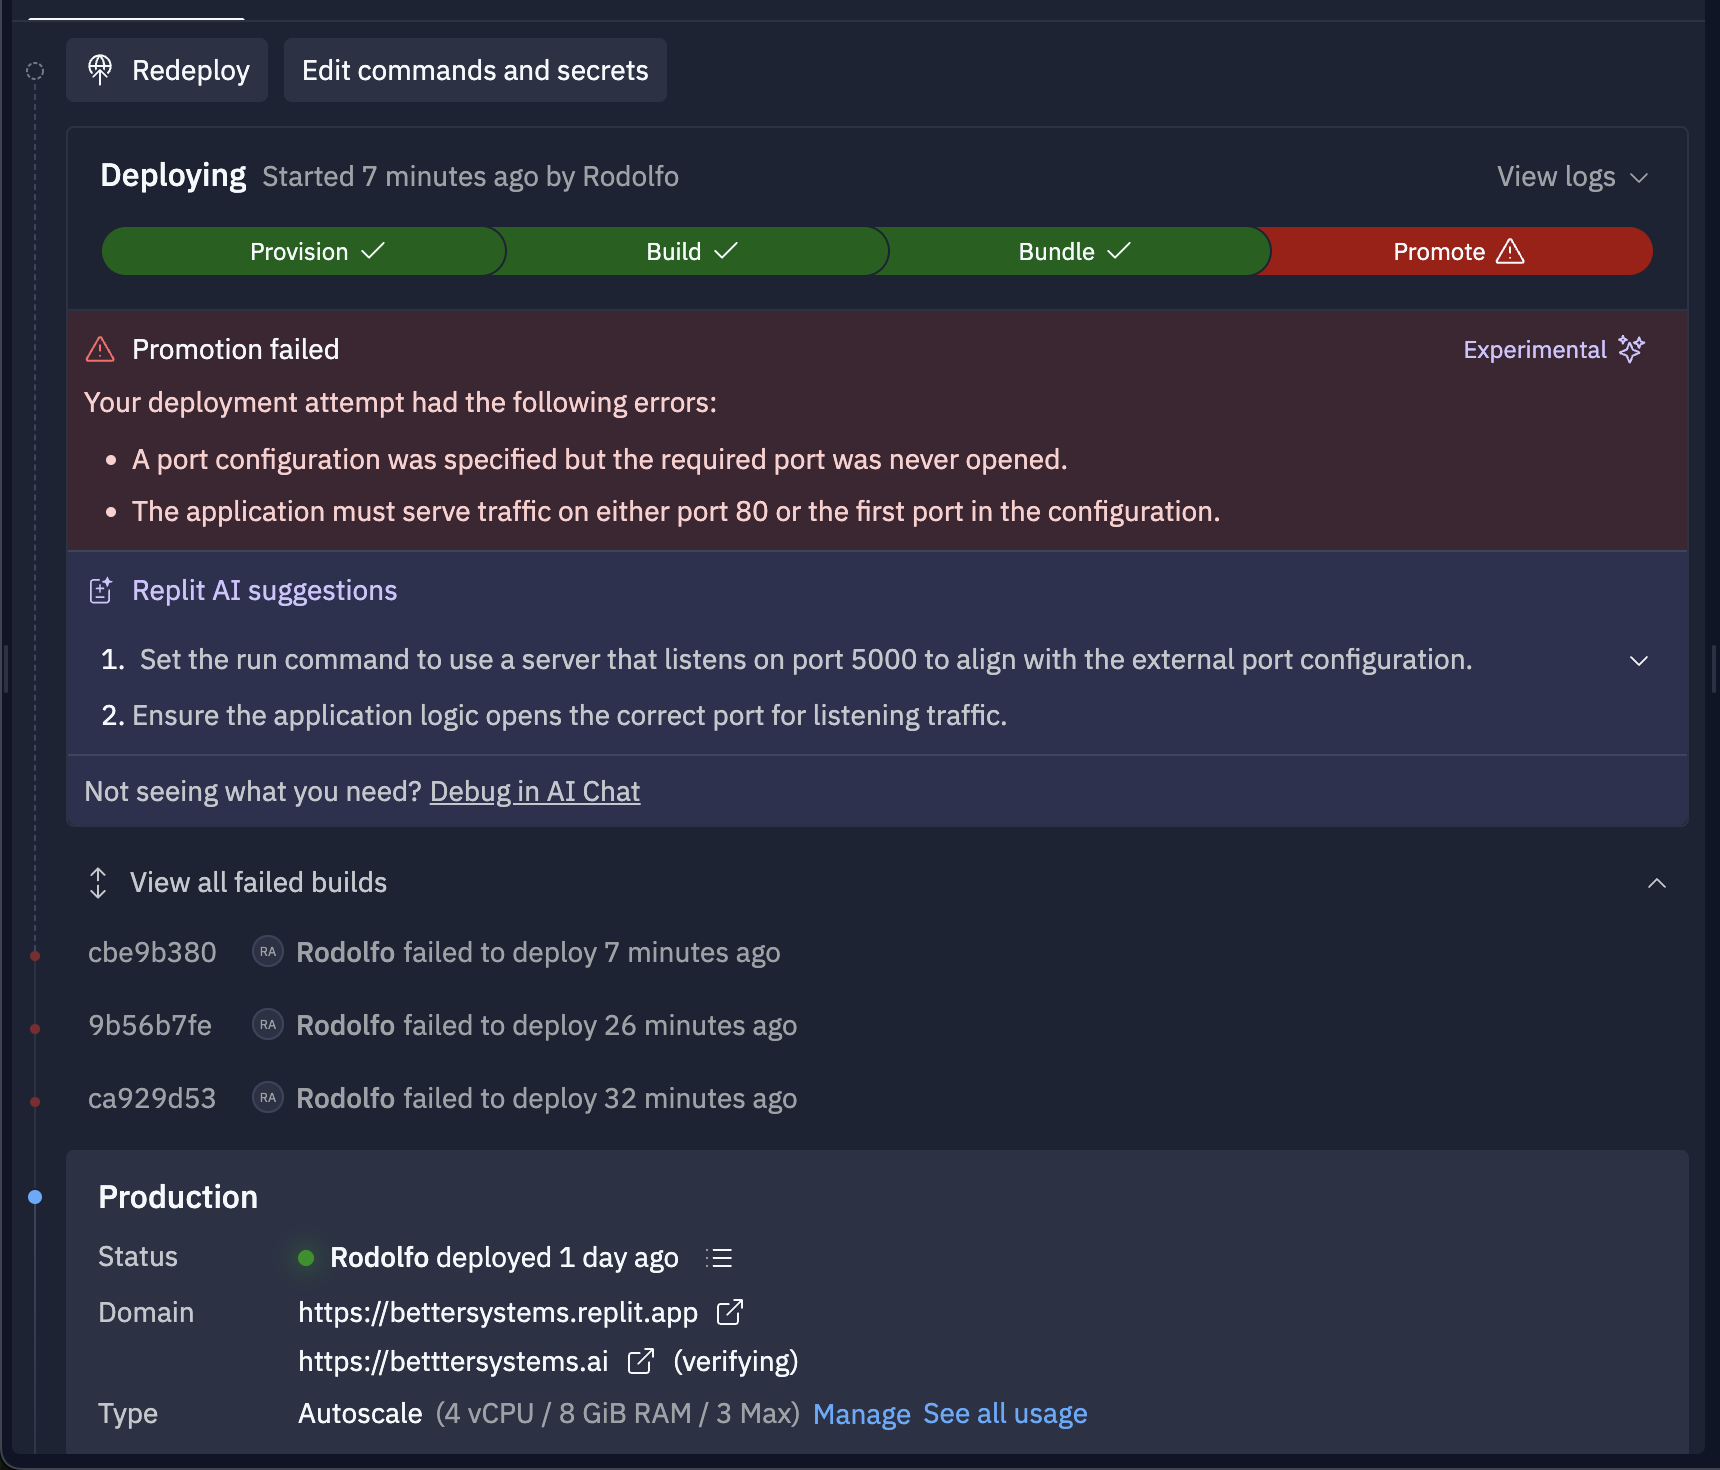 Redeploy
Edit commands and secrets
Deploying Started 7 minutes ago by Rodolfo
View logs
Provision
Build
Bundle
Promote
Promotion failed
Experimental
Your deployment attempt had the following errors:
• A port configuration was specified but the required port was never opened.
• The application must serve traffic on either port 80 or the first port in the configuration.
Replit AI suggestions
1. Set the run command to use a server that listens on port 5000 to align with the external port configuration.
2. Ensure the application logic opens the correct port for listening traffic.
Not seeing what you need? Debug in AI Chat
View all failed builds
cbe9b380 RA Rodolfo failed to deploy 7 minutes ago
9b56b7fe RA Rodolfo failed to deploy 26 minutes ago
ca929d53 RA Rodolfo failed to deploy 32 minutes ago
Production
Status Rodolfo deployed 1 day ago
Domain https://bettersystems.replit.app
https://betttersystems.ai (verifying)
Type Autoscale (4 vCPU / 8 GiB RAM / 3 Max) Manage See all usage